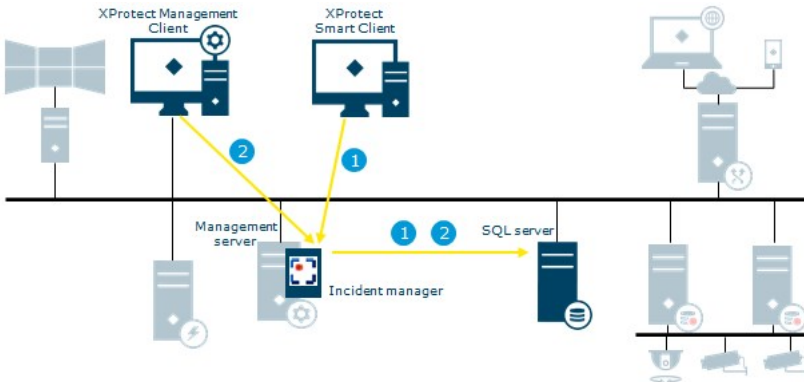 XProtect Management
Client
XProtect
Smart Client
2
1
Management
server
1 2
SQL server
Incident manager